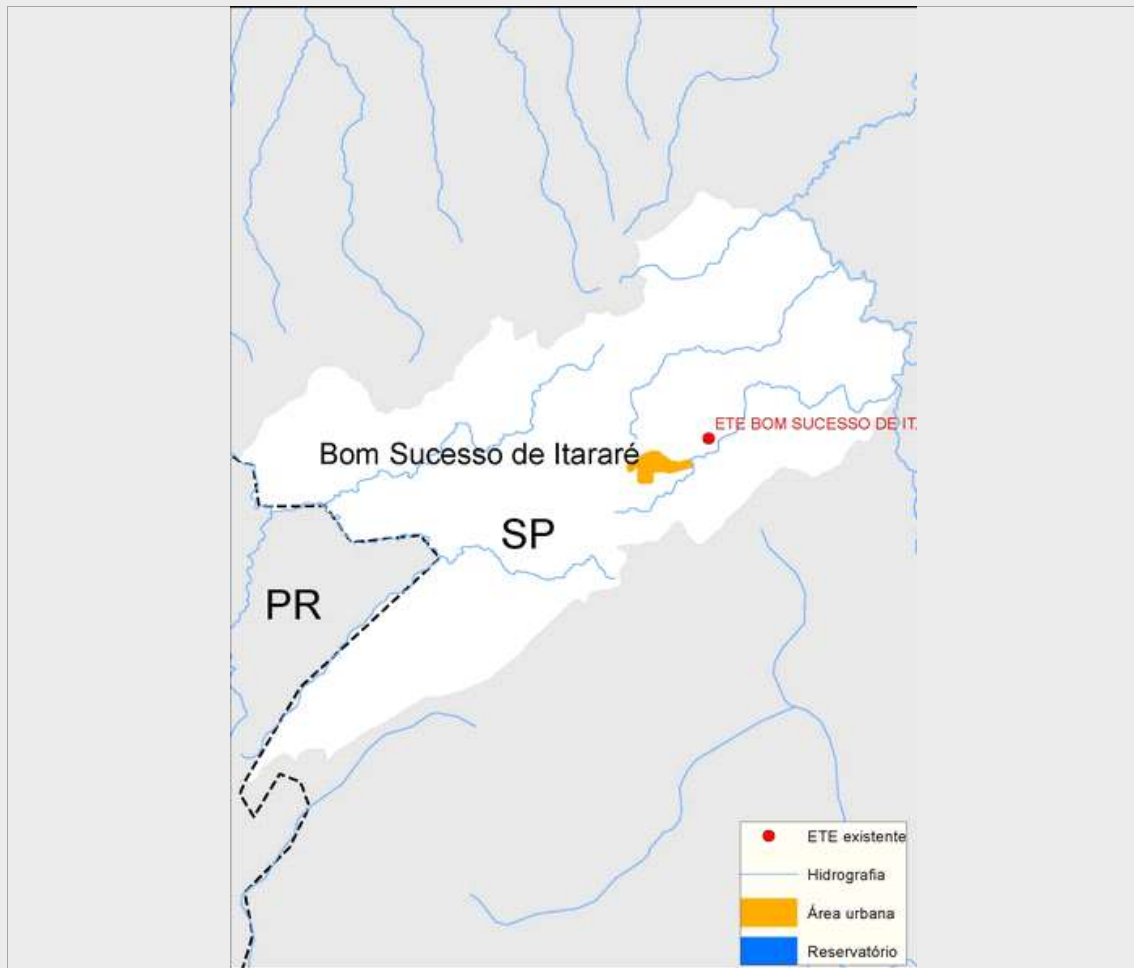 ETE BOM SUCESSO DE IT
Bom Sucesso de Itararé
SP
PR
ETE existente
Hidrografia
Área urbana
Reservatório